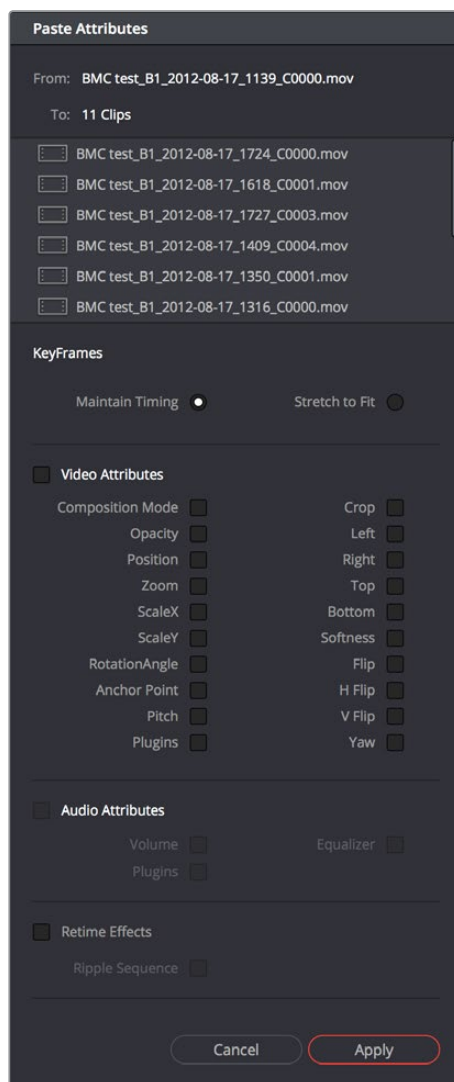 Paste Attributes
From: BMC test_B1_2012-08-17_1139_C0000.mov
To: 11 Clips
BMC test_B1_2012-08-17_1724_C0000.mov
BMC test_B1_2012-08-17_1618_C0001.mov
BMC test_B1_2012-08-17_1727_C0003.mov
BMC test_B1_2012-08-17_1409_C0004.mov
BMC test_B1_2012-08-17_1350_C0001.mov
BMC test_B1_2012-08-17_1316_C0000.mov
KeyFrames
Maintain Timing Stretch to Fit
Video Attributes
Composition Mode Crop
Opacity Left
Position Right
Zoom Top
ScaleX Bottom
ScaleY Softness
RotationAngle Flip
Anchor Point H Flip
Pitch V Flip
Plugins Yaw
Audio Attributes
Volume Equalizer
Plugins
Retime Effects
Ripple Sequence
Cancel Apply